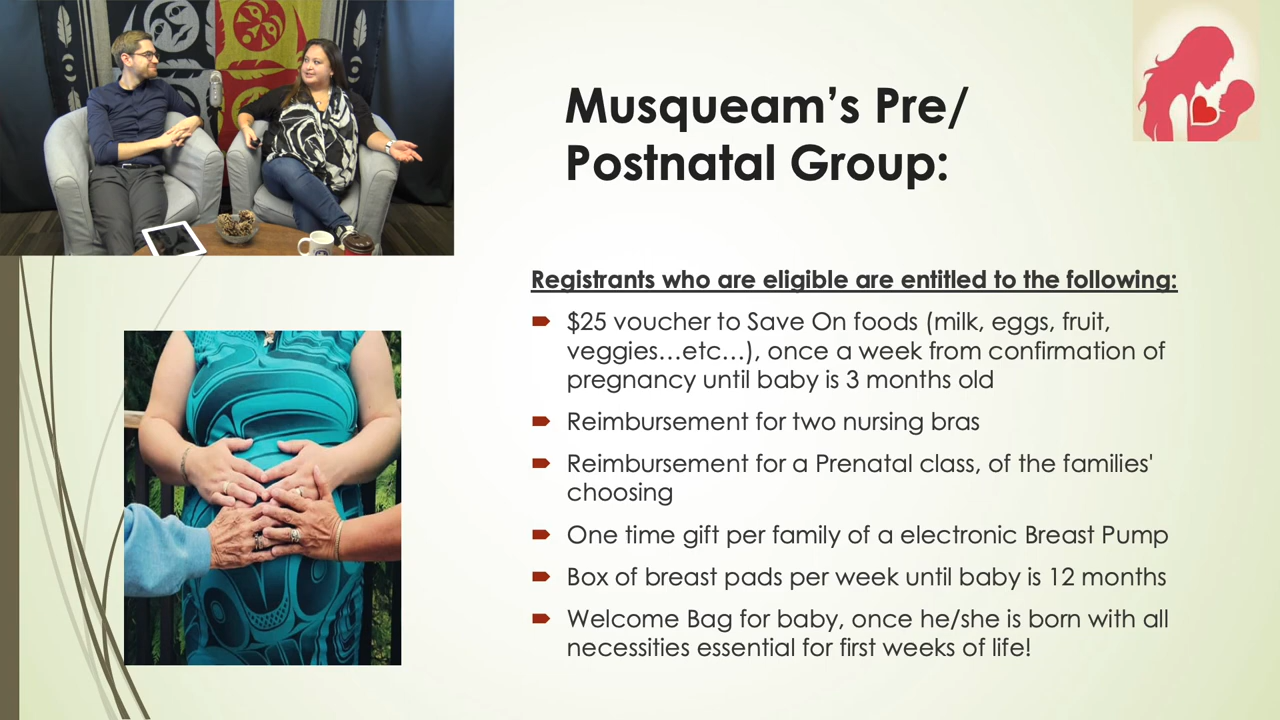 Musqueam’s Pre/
Postnatal Group:
Registrants who are eligible are entitled to the following:
$25 voucher to Save On foods (milk, eggs, fruit,
veggies…etc…), once a week from confirmation of
pregnancy until baby is 3 months old
Reimbursement for two nursing bras
Reimbursement for a Prenatal class, of the families'
choosing
One time gift per family of a electronic Breast Pump
Box of breast pads per week until baby is 12 months
Welcome Bag for baby, once he/she is born with all
necessities essential for first weeks of life!